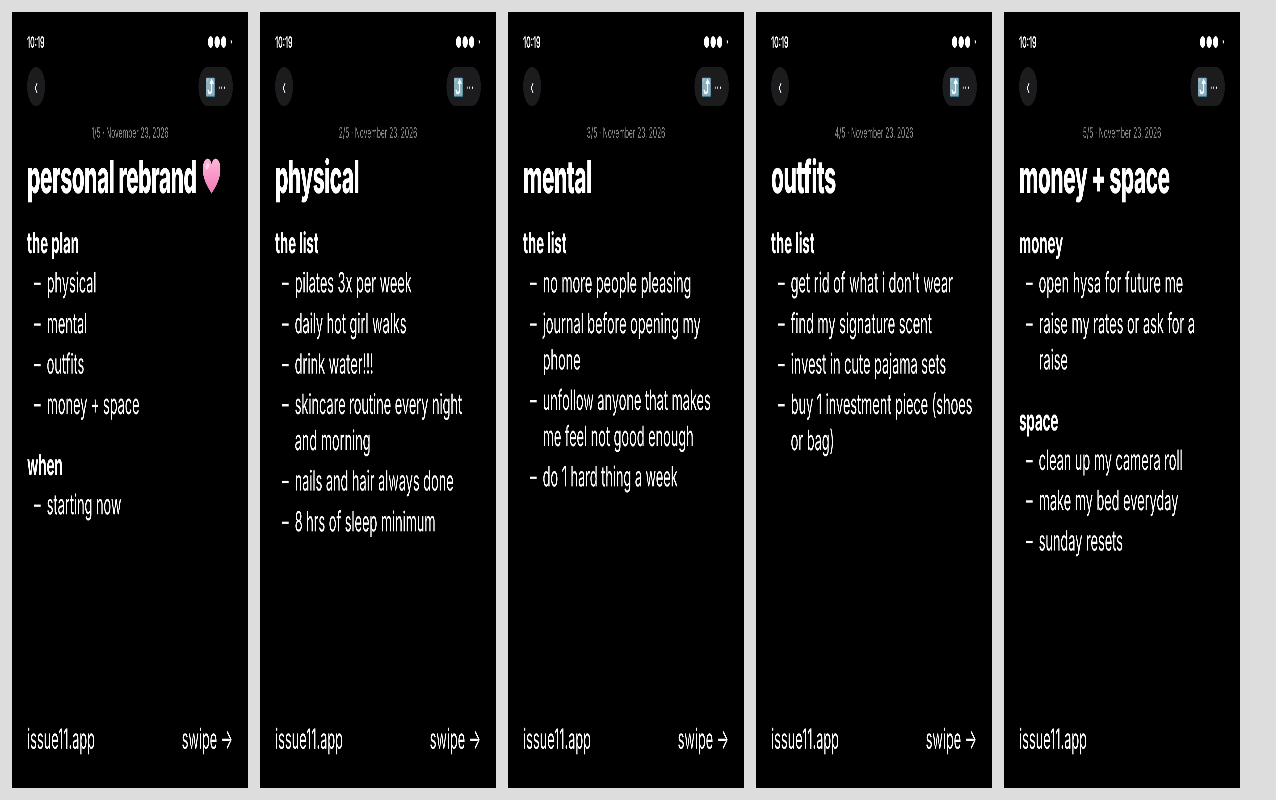 10:19
1/5 · November 23, 2026
personal rebrand 🩷
the plan
– physical
– mental
– outfits
– money + space
when
– starting now
issue11.app
swipe →
10:19
2/5 · November 23, 2026
physical
the list
– pilates 3x per week
– daily hot girl walks
– drink water!!!
– skincare routine every night
and morning
– nails and hair always done
– 8 hrs of sleep minimum
issue11.app
swipe →
10:19
3/5 · November 23, 2026
mental
the list
– no more people pleasing
– journal before opening my
phone
– unfollow anyone that makes
me feel not good enough
– do 1 hard thing a week
issue11.app
swipe →
10:19
4/5 · November 23, 2026
outfits
the list
– get rid of what i don't wear
– find my signature scent
– invest in cute pajama sets
– buy 1 investment piece (shoes
or bag)
issue11.app
swipe →
10:19
5/5 · November 23, 2026
money + space
money
– open hysa for future me
– raise my rates or ask for a
raise
space
– clean up my camera roll
– make my bed everyday
– sunday resets
issue11.app